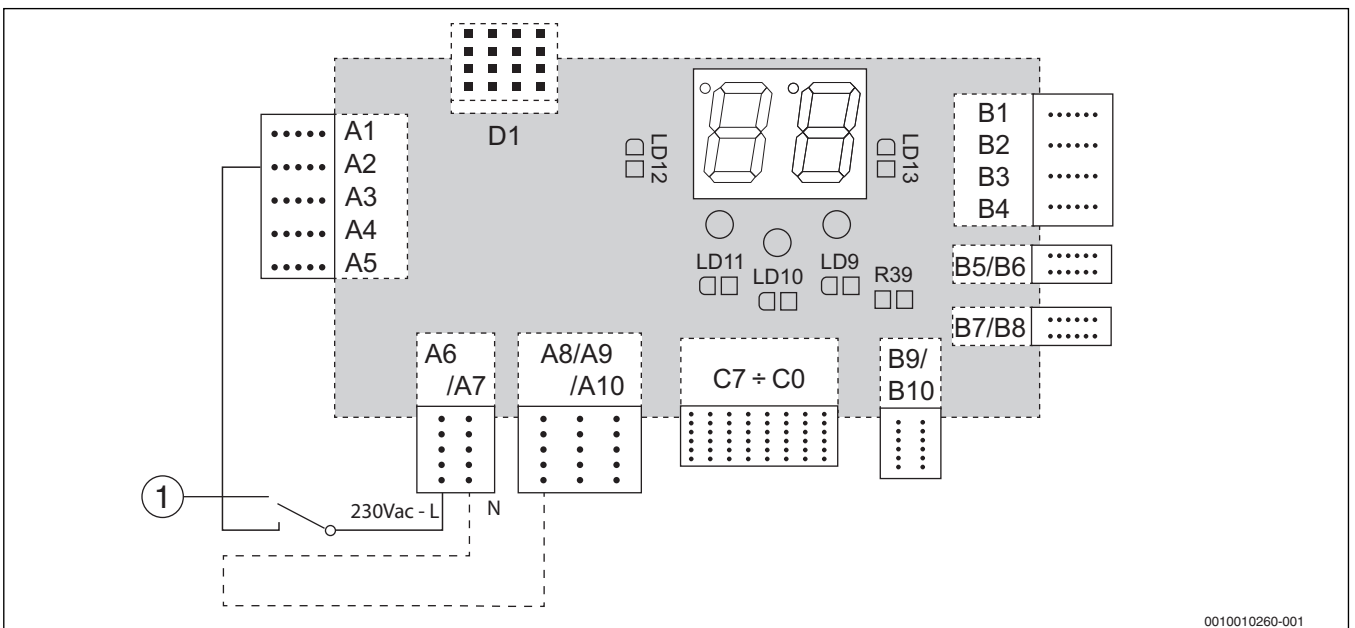 D1
A1
A2
A3
A4
A5
LD12
LD13
B1
B2
B3
B4
B5/B6
B7/B8
LD11
LD10
LD9
R39
A6
/A7
A8/A9
/A10
C7 ÷ C0
B9/
B10
1
230Vac - L
N
0010010260-001